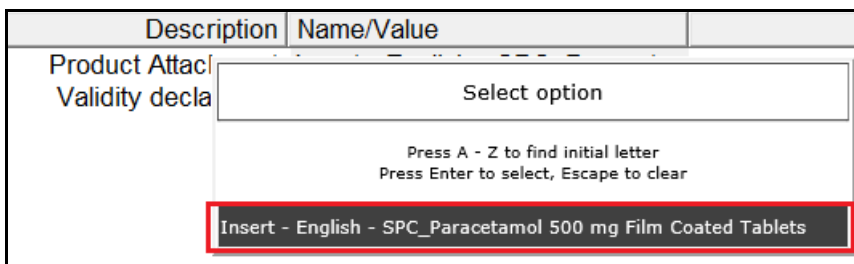 Description Name/Value
Product Attac
Select option
Validity decla
Press A - Z to find initial letter
Press Enter to select, Escape to clear
Insert - English - SPC_Paracetamol 500 mg Film Coated Tablets